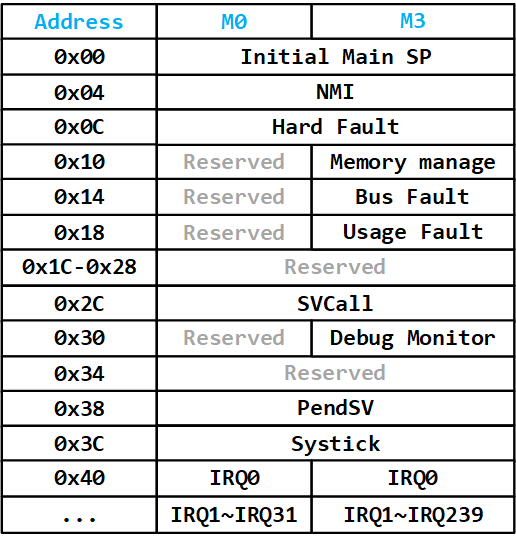 Address M0 M3
0x00 Initial Main SP
0x04 NMI
0x0C Hard Fault
0x10 Reserved Memory manage
0x14 Reserved Bus Fault
0x18 Reserved Usage Fault
0x1C-0x28 Reserved
0x2C SVCall
0x30 Reserved Debug Monitor
0x34 Reserved
0x38 PendSV
0x3C Systick
0x40 IRQ0 IRQ0
... IRQ1~IRQ31 IRQ1~IRQ239